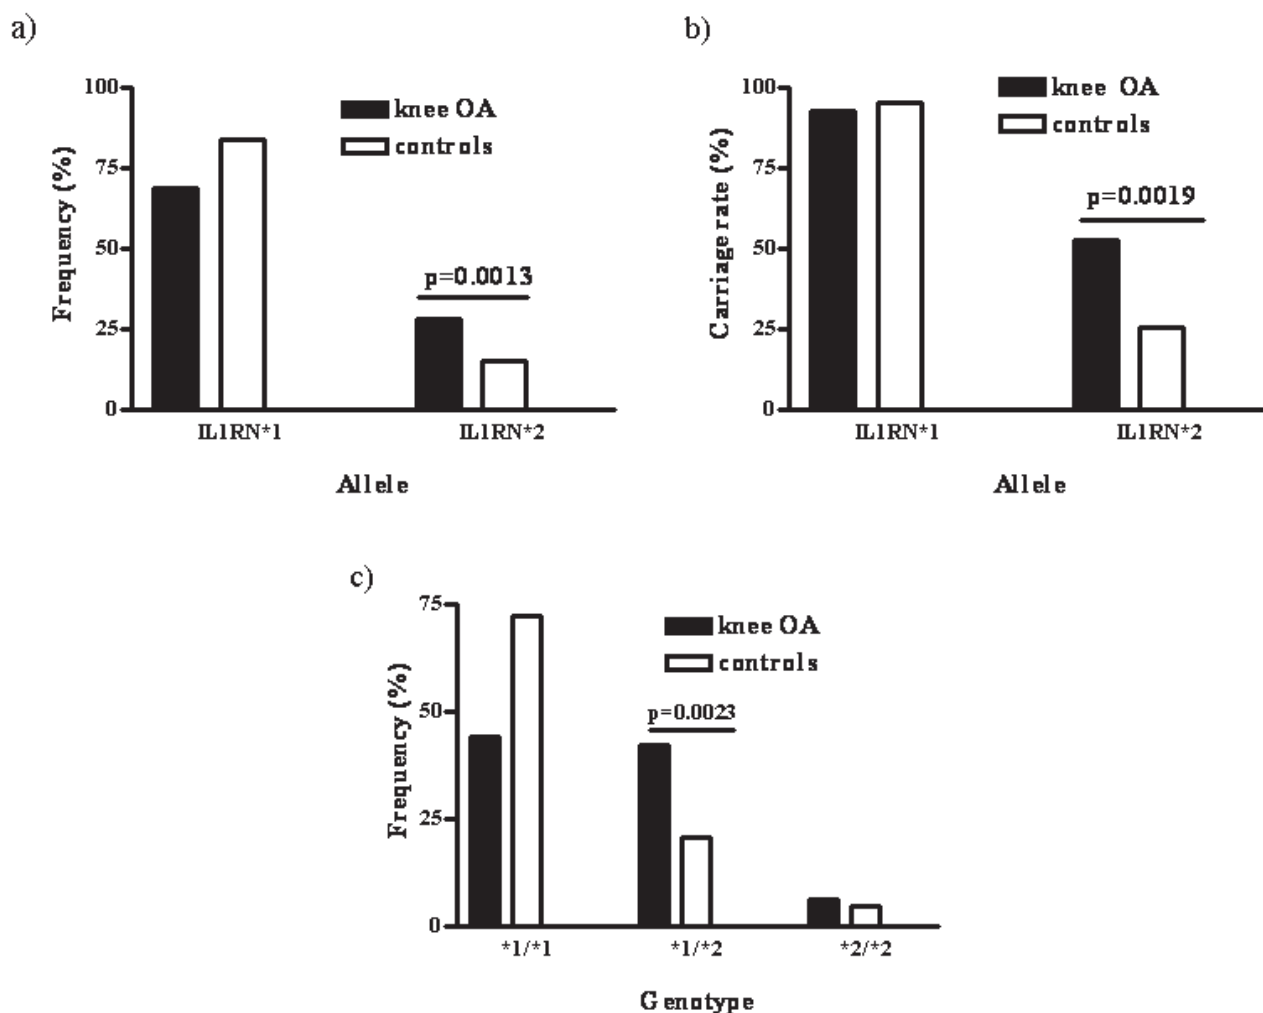 a)
Frequency (%)
100
75
50
25
0
knee OA
controls
p=0.0013
IL1RN*1
IL1RN*2
Allele
b)
Carriage rate (%)
100
75
50
25
0
knee OA
controls
p=0.0019
IL1RN*1
IL1RN*2
Allele
c)
Frequency (%)
75
50
25
0
knee OA
controls
p=0.0023
*1/*1
*1/*2
*2/*2
Genotype